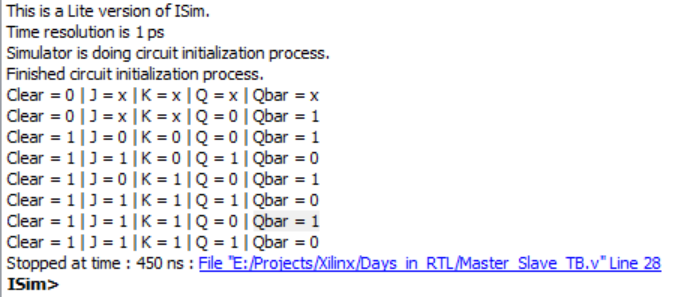 This is a Lite version of ISim.
Time resolution is 1 ps
Simulator is doing circuit initialization process.
Finished circuit initialization process.
Clear = 0 | J = x | K = x | Q = x | Qbar = x
Clear = 0 | J = x | K = x | Q = 0 | Qbar = 1
Clear = 1 | J = 0 | K = 0 | Q = 0 | Qbar = 1
Clear = 1 | J = 1 | K = 0 | Q = 1 | Qbar = 0
Clear = 1 | J = 0 | K = 1 | Q = 0 | Qbar = 1
Clear = 1 | J = 1 | K = 1 | Q = 1 | Qbar = 0
Clear = 1 | J = 1 | K = 1 | Q = 0 | Qbar = 1
Clear = 1 | J = 1 | K = 1 | Q = 1 | Qbar = 0
Stopped at time : 450 ns : File "E:/Projects/Xilinx/Days_in_RTL/Master_Slave_TB.v" Line 28
ISim>